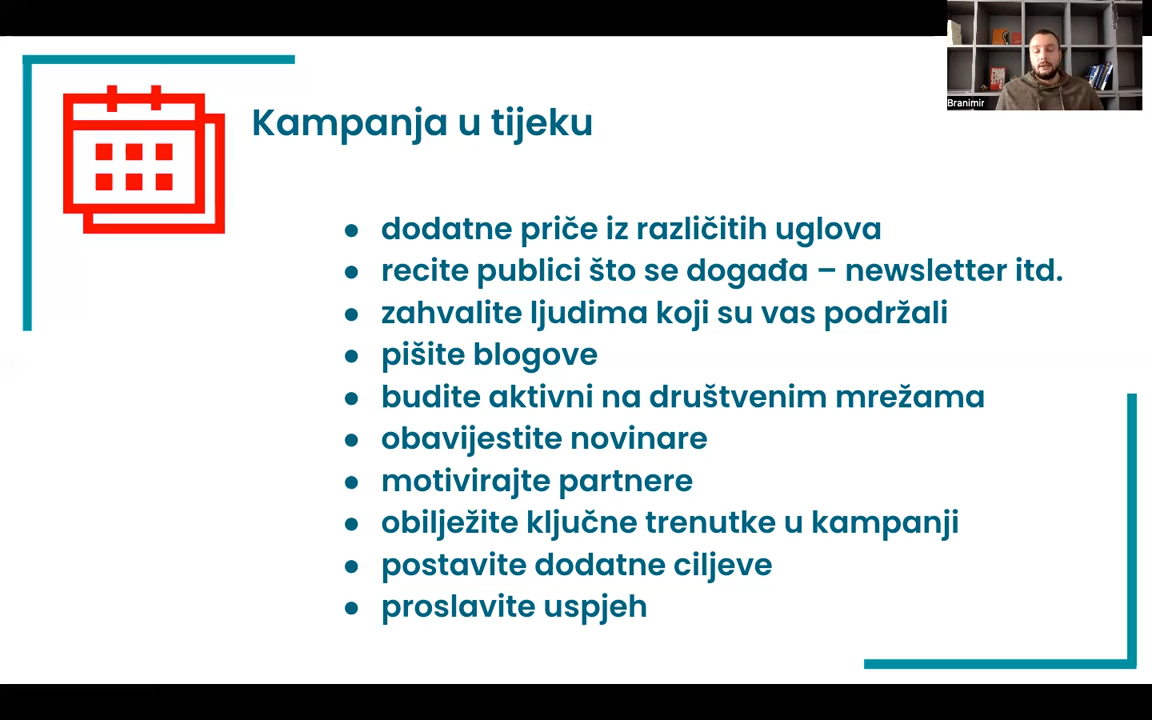 Branimir
Kampanja u tijeku
● dodatne priče iz različitih uglova
● recite publici što se događa – newsletter itd.
● zahvalite ljudima koji su vas podržali
● pišite blogove
● budite aktivni na društvenim mrežama
● obavijestite novinare
● motivirajte partnere
● obilježite ključne trenutke u kampanji
● postavite dodatne ciljeve
● proslavite uspjeh